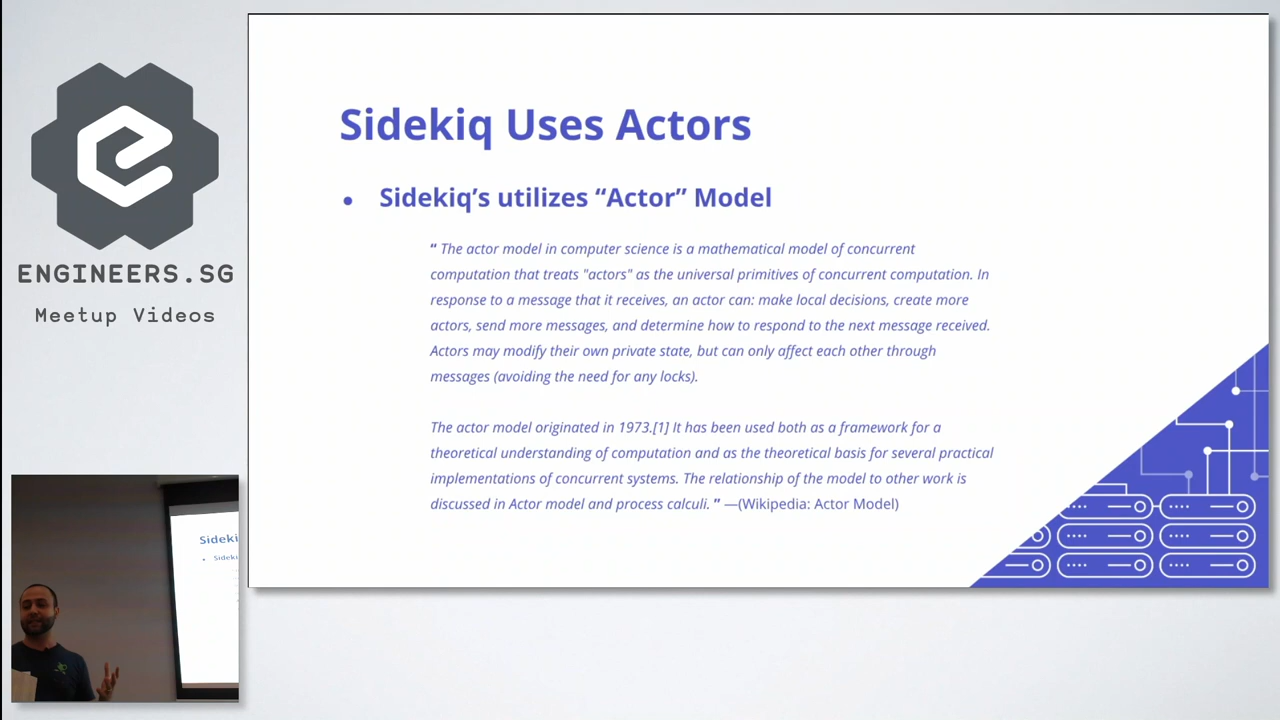 ENGINEERS.SG
Meetup Videos
Sidekiq Uses Actors
• Sidekiq’s utilizes “Actor” Model
“ The actor model in computer science is a mathematical model of concurrent
computation that treats "actors" as the universal primitives of concurrent computation. In
response to a message that it receives, an actor can: make local decisions, create more
actors, send more messages, and determine how to respond to the next message received.
Actors may modify their own private state, but can only affect each other through
messages (avoiding the need for any locks).
The actor model originated in 1973.[1] It has been used both as a framework for a
theoretical understanding of computation and as the theoretical basis for several practical
implementations of concurrent systems. The relationship of the model to other work is
discussed in Actor model and process calculi. ” —(Wikipedia: Actor Model)
Sideki
• Sideki